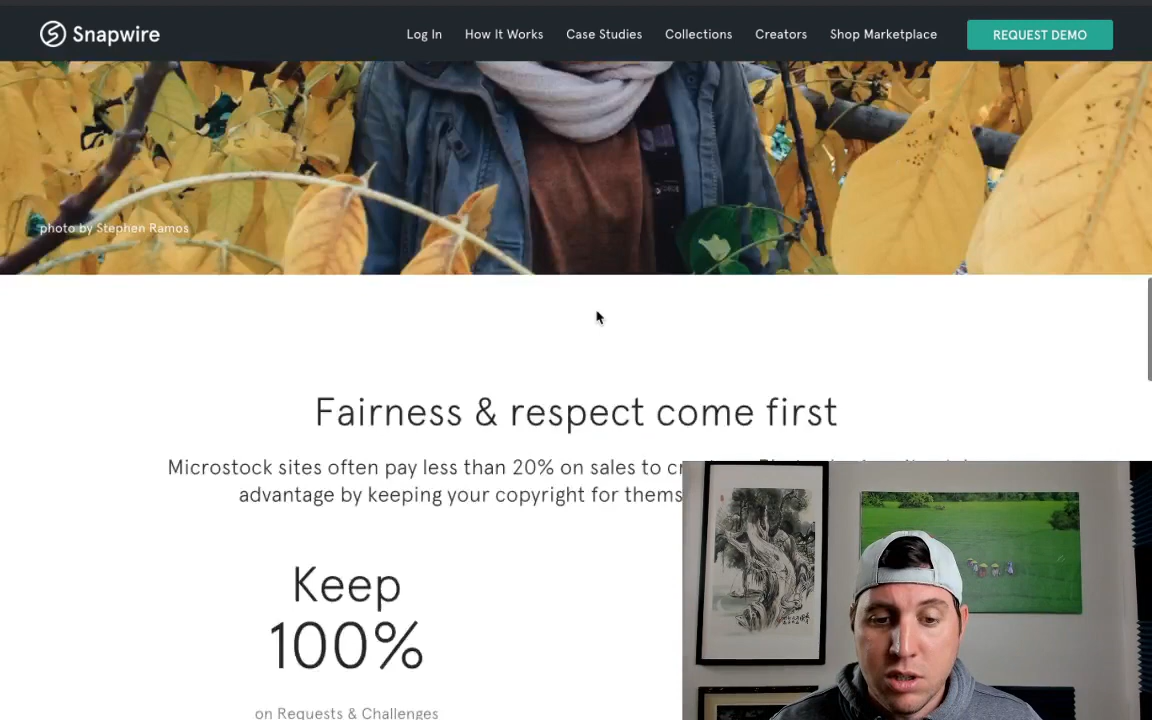 Snapwire
Log In
How It Works
Case Studies
Collections
Creators
Shop Marketplace
REQUEST DEMO
photo by Stephen Ramos
Fairness & respect come first
Microstock sites often pay less than 20% on sales to
advantage by keeping your copyright for
Keep
100%
on Requests & Challenges